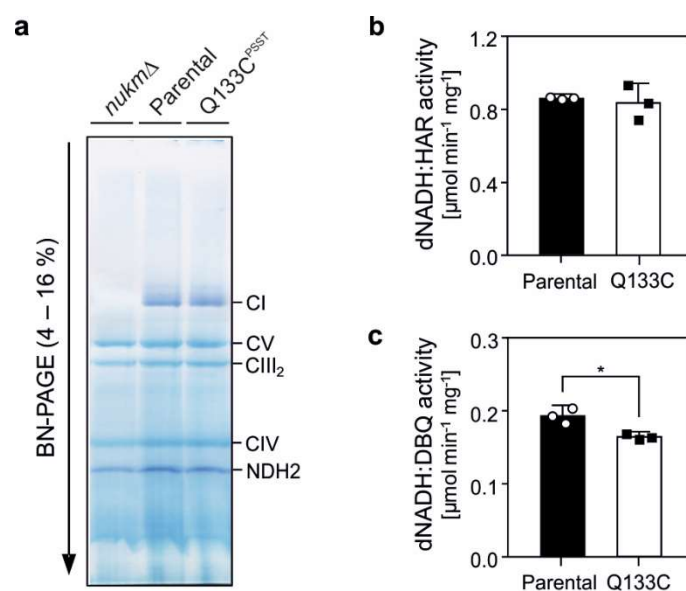 a
nukmΔ
Parental
Q133C^PSST
BN-PAGE (4 – 16 %)
CI
CV
CIII₂
CIV
NDH2
b
dNADH:HAR activity
[µmol min⁻¹ mg⁻¹]
1.2
0.8
0.4
0.0
Parental Q133C
c
dNADH:DBQ activity
[µmol min⁻¹ mg⁻¹]
0.3
0.2
0.1
0.0
*
Parental Q133C